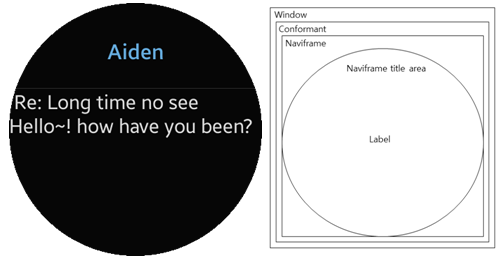 Aiden
Re: Long time no see
Hello~! how have you been?
Window
Conformant
Naviframe
Naviframe title area
Label